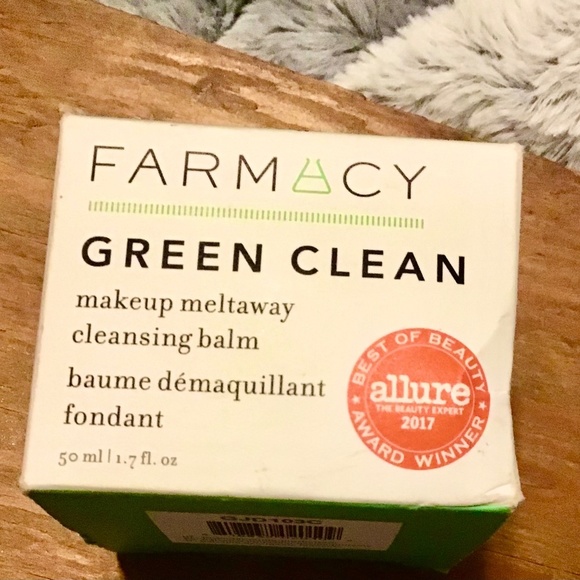 FARMACY
GREEN CLEAN
makeup meltaway
cleansing balm
baume démaquillant
fondant
50 ml | 1.7 fl. oz
BEST OF BEAUTY
allure
THE BEAUTY EXPERT
2017
AWARD WINNER